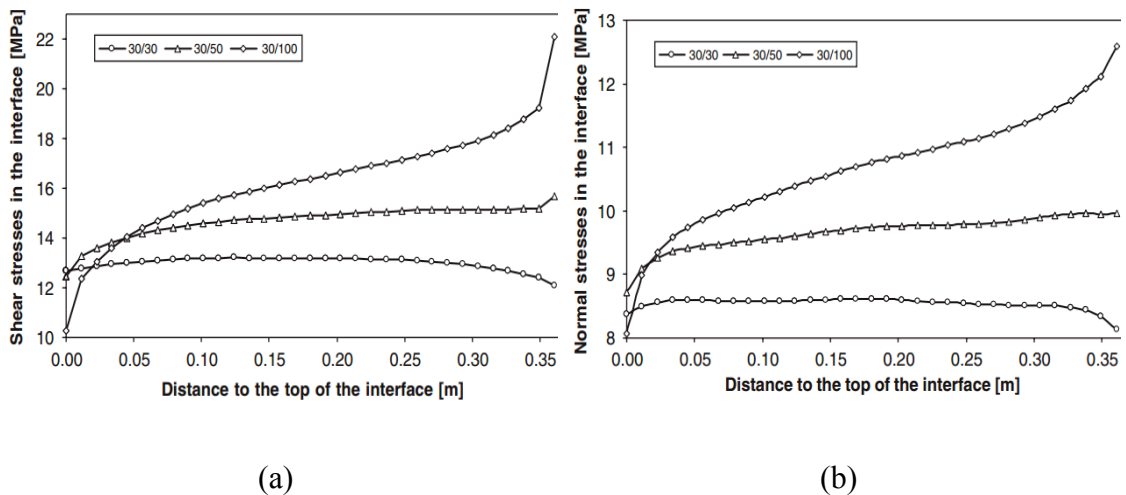 22
20
18
16
14
12
10
Shear stresses in the interface [MPa]
30/30 30/50 30/100
0.00 0.05 0.10 0.15 0.20 0.25 0.30 0.35
Distance to the top of the interface [m]
(a)
13
12
11
10
9
8
Normal stresses in the interface [MPa]
30/30 30/50 30/100
0.00 0.05 0.10 0.15 0.20 0.25 0.30 0.35
Distance to the top of the interface [m]
(b)